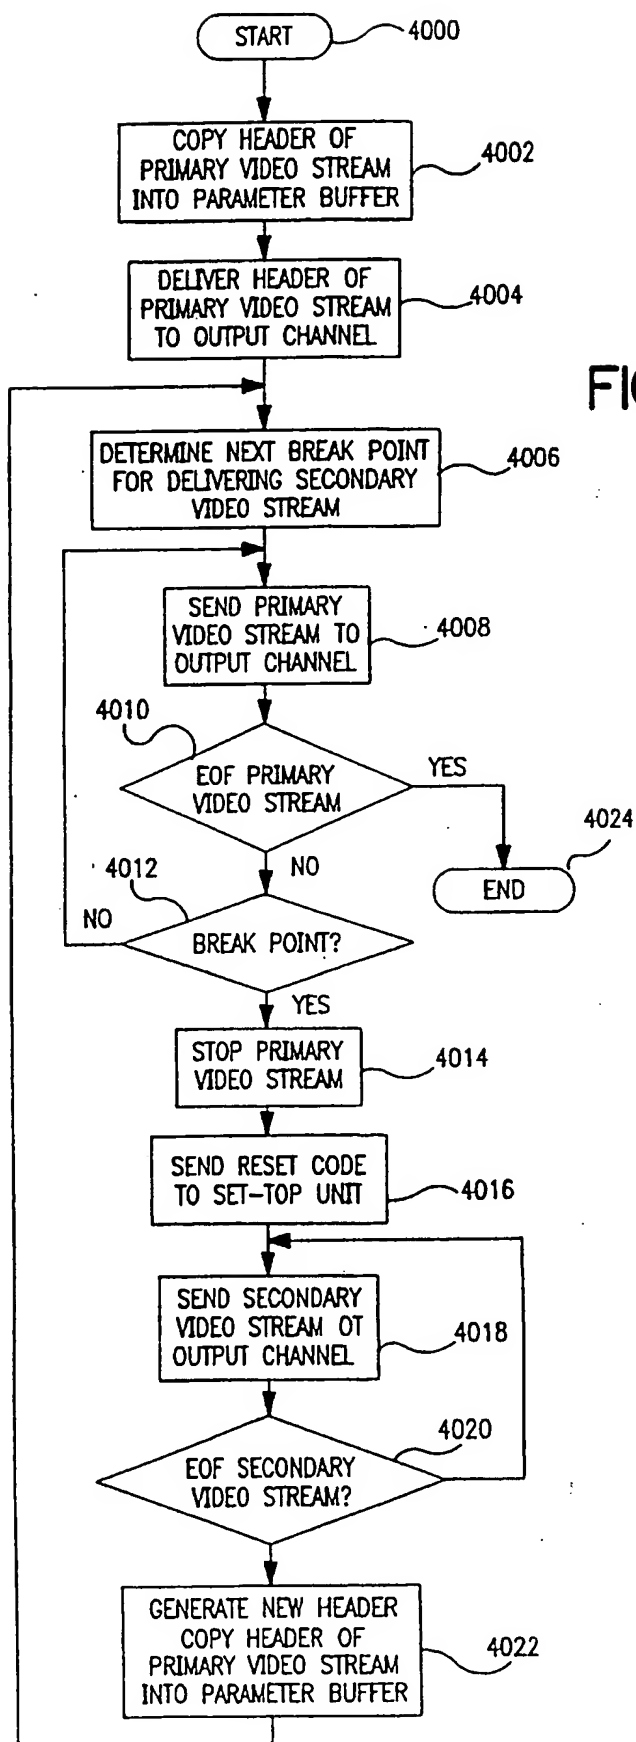 START
4000
COPY HEADER OF
PRIMARY VIDEO STREAM
INTO PARAMETER BUFFER
4002
DELIVER HEADER OF
PRIMARY VIDEO STREAM
TO OUTPUT CHANNEL
4004
DETERMINE NEXT BREAK POINT
FOR DELIVERING SECONDARY
VIDEO STREAM
4006
SEND PRIMARY
VIDEO STREAM TO
OUTPUT CHANNEL
4008
4010
EOF PRIMARY
VIDEO STREAM
YES
NO
4024
END
4012
BREAK POINT?
NO
YES
STOP PRIMARY
VIDEO STREAM
4014
SEND RESET CODE
TO SET-TOP UNIT
4016
SEND SECONDARY
VIDEO STREAM OT
OUTPUT CHANNEL
4018
4020
EOF SECONDARY
VIDEO STREAM?
GENERATE NEW HEADER
COPY HEADER OF
PRIMARY VIDEO STREAM
INTO PARAMETER BUFFER
4022